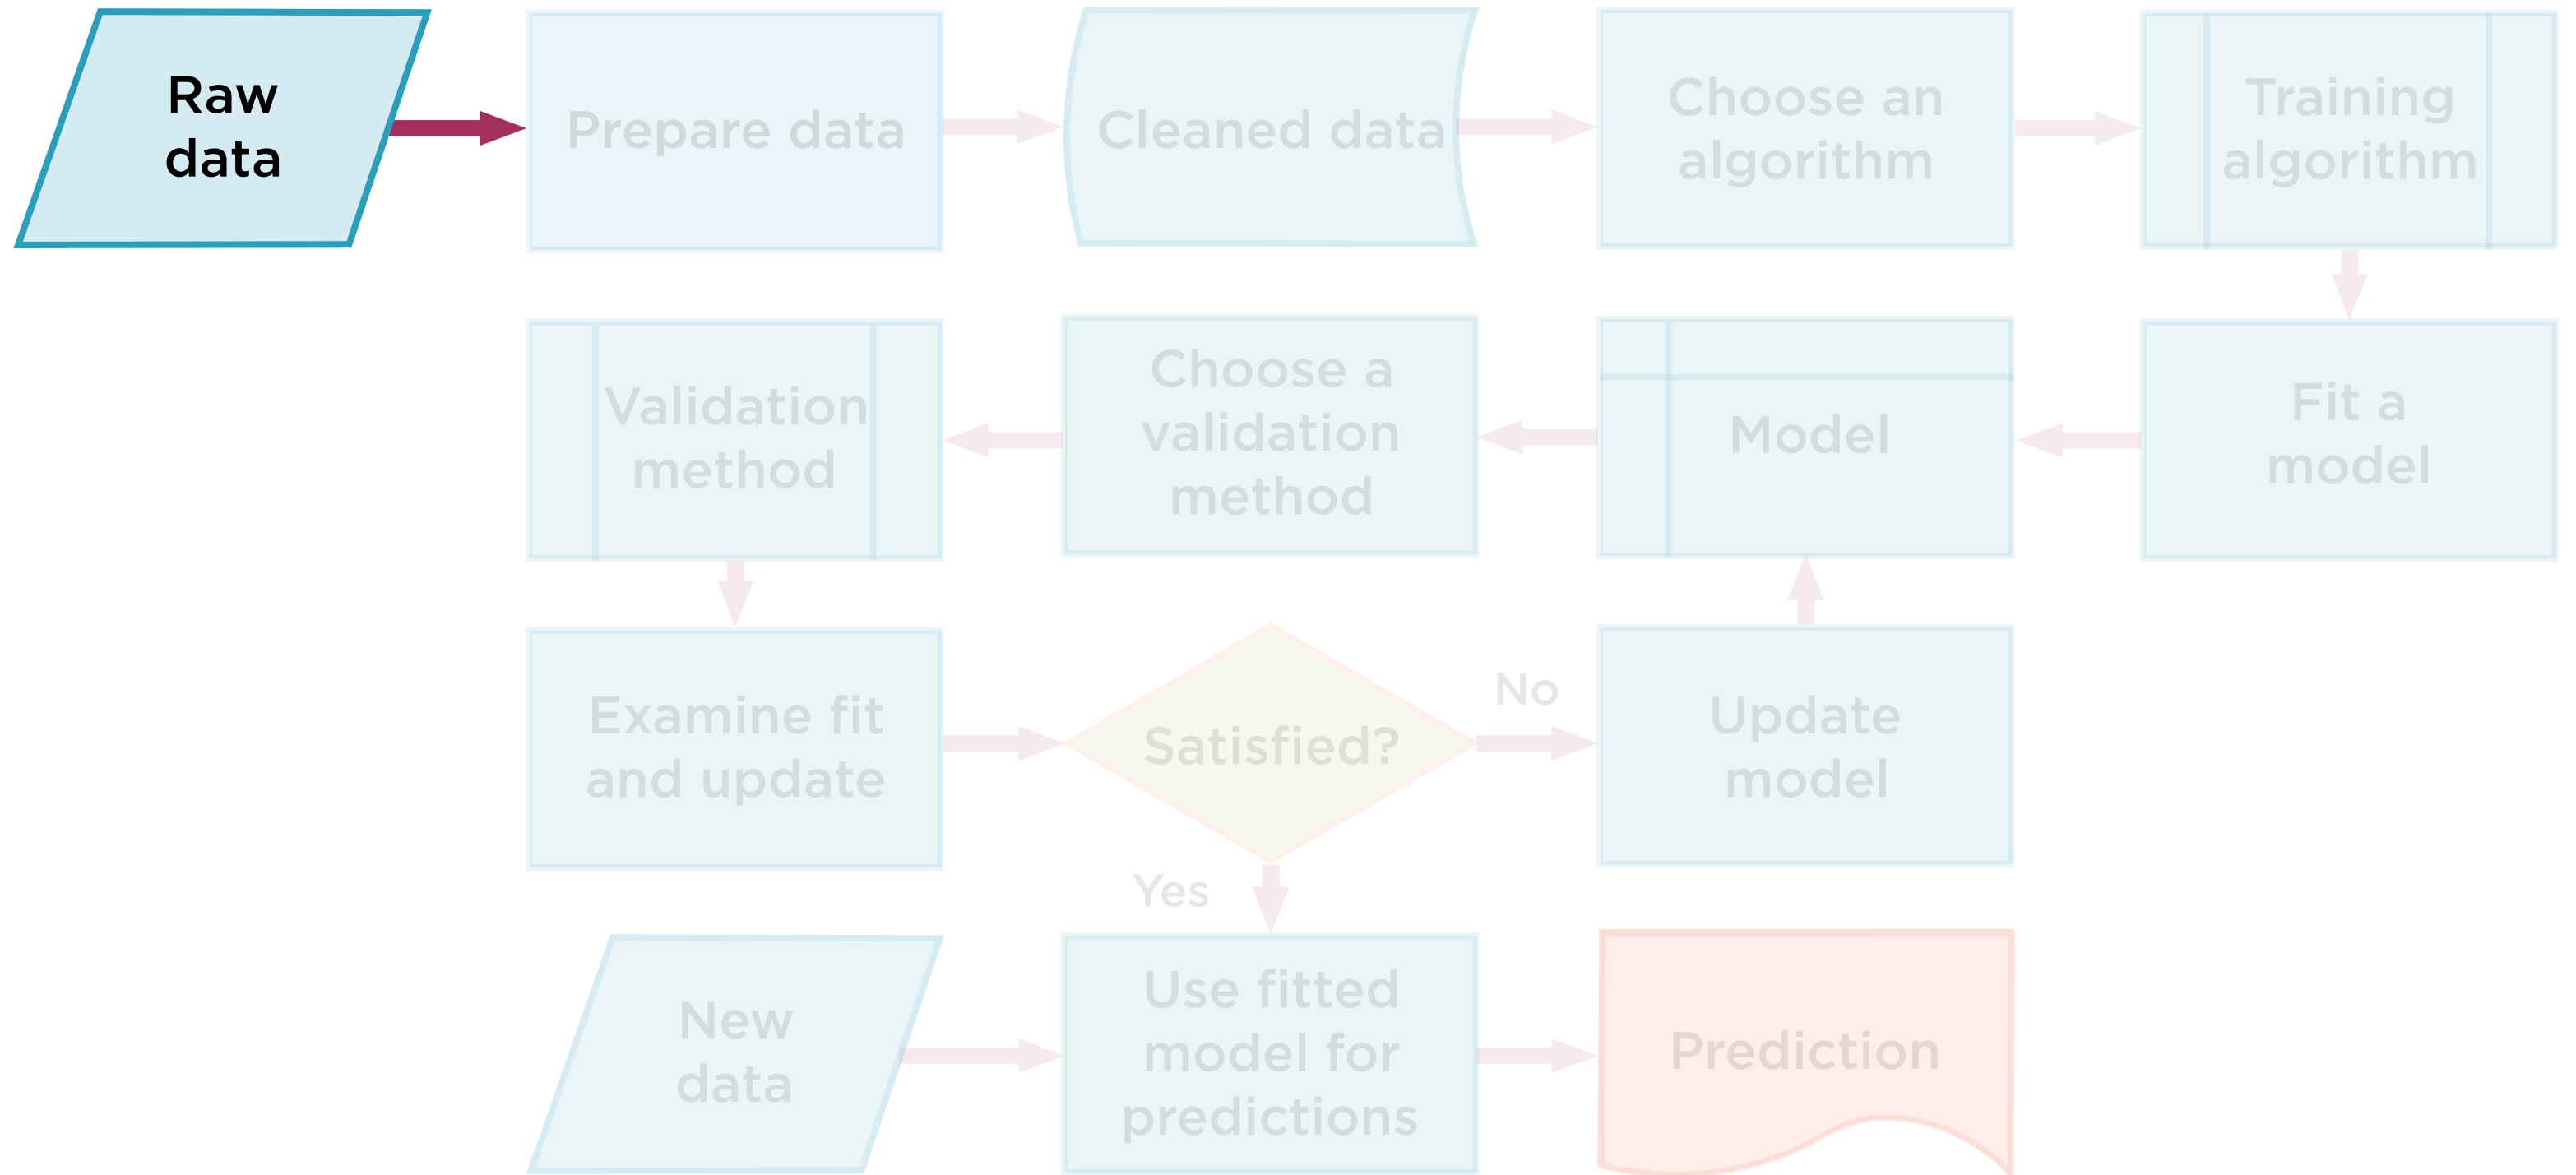 Raw
data
Prepare data
Cleaned data
Choose an
algorithm
Training
algorithm
Validation
method
Choose a
validation
method
Model
Fit a
model
Examine fit
and update
Satisfied?
No
Update
model
Yes
New
data
Use fitted
model for
predictions
Prediction